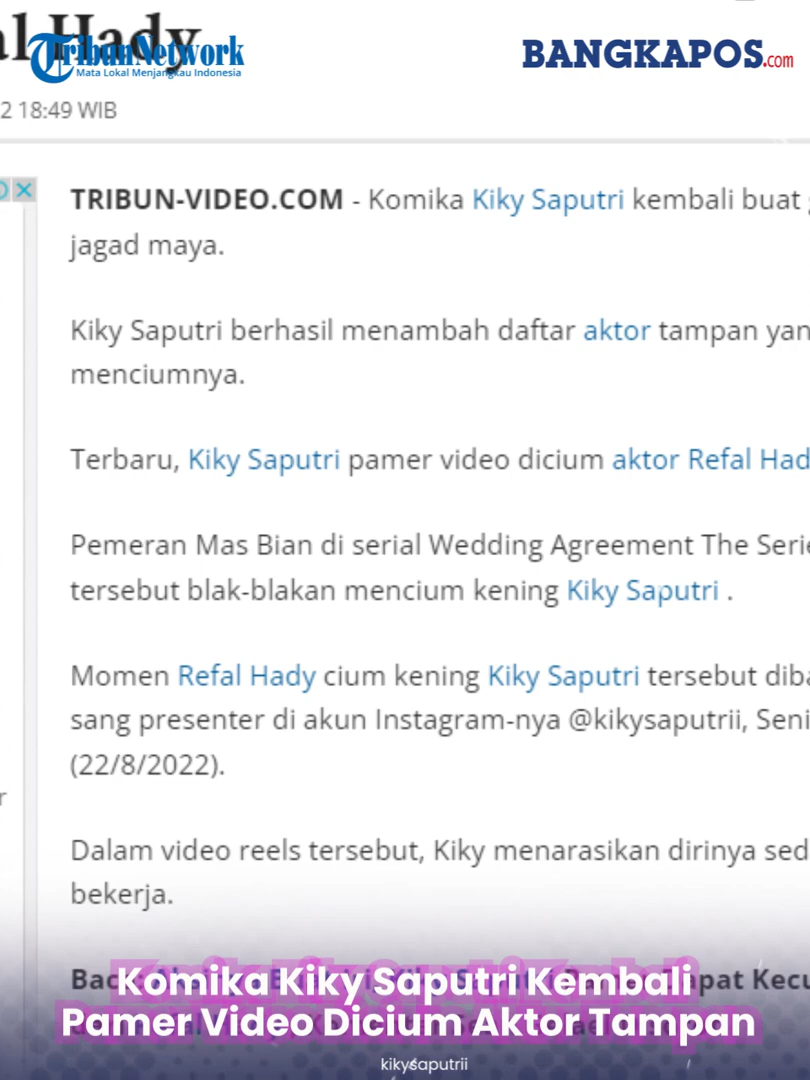 al Hady
TribunNetwork
Mata Lokal Menjangkau Indonesia
BANGKAPOS.com
2 18:49 WIB
TRIBUN-VIDEO.COM - Komika Kiky Saputri kembali buat
jagad maya.
Kiky Saputri berhasil menambah daftar aktor tampan yan
menciumnya.
Terbaru, Kiky Saputri pamer video dicium aktor Refal Had
Pemeran Mas Bian di serial Wedding Agreement The Serie
tersebut blak-blakan mencium kening Kiky Saputri .
Momen Refal Hady cium kening Kiky Saputri tersebut diba
sang presenter di akun Instagram-nya @kikysaputrii, Seni
(22/8/2022).
r
Dalam video reels tersebut, Kiky menarasikan dirinya sed
bekerja.
Komika Kiky Saputri Kembali
Pamer Video Dicium Aktor Tampan
kikysaputrii